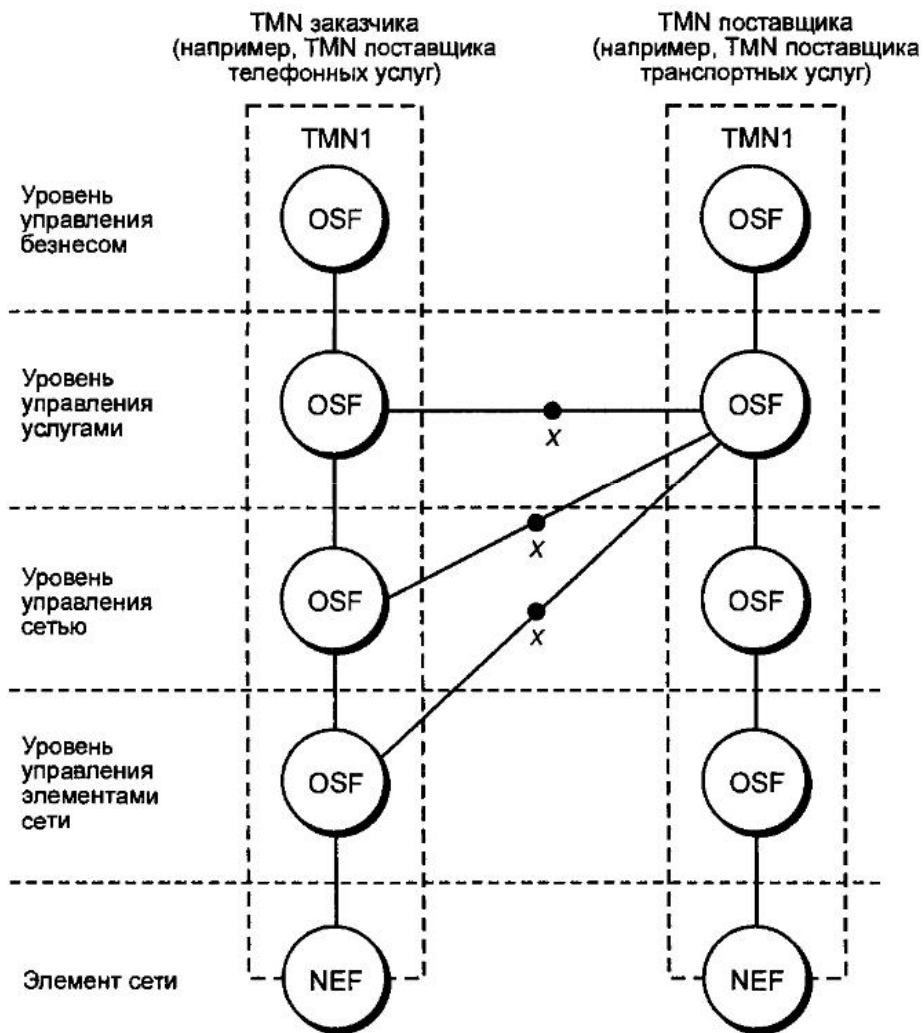 TMN заказчика
(например, TMN поставщика
телефонных услуг)
TMN поставщика
(например, TMN поставщика
транспортных услуг)
TMN1
TMN1
Уровень
управления
безнесом
OSF
OSF
Уровень
управления
услугами
OSF
x
OSF
Уровень
управления
сетью
OSF
x
x
OSF
Уровень
управления
элементами
сети
OSF
OSF
Элемент сети
NEF
NEF